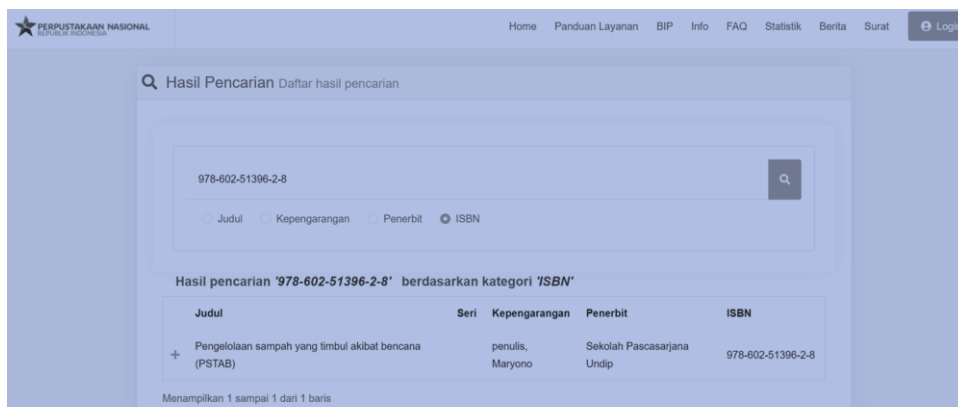 PERPUSTAKAAN NASIONAL
REPUBLIK INDONESIA
Home Panduan Layanan BIP Info FAQ Statistik Berita Surat Login
Hasil Pencarian Daftar hasil pencarian
978-602-51396-2-8
Judul Kepengarangan Penerbit ISBN
Hasil pencarian '978-602-51396-2-8' berdasarkan kategori 'ISBN'
Judul Seri Kepengarangan Penerbit ISBN
Pengelolaan sampah yang timbul akibat bencana penulis, Sekolah Pascasarjana 978-602-51396-2-8
(PSTAB) Maryono Undip
Menampilkan 1 sampai 1 dari 1 baris